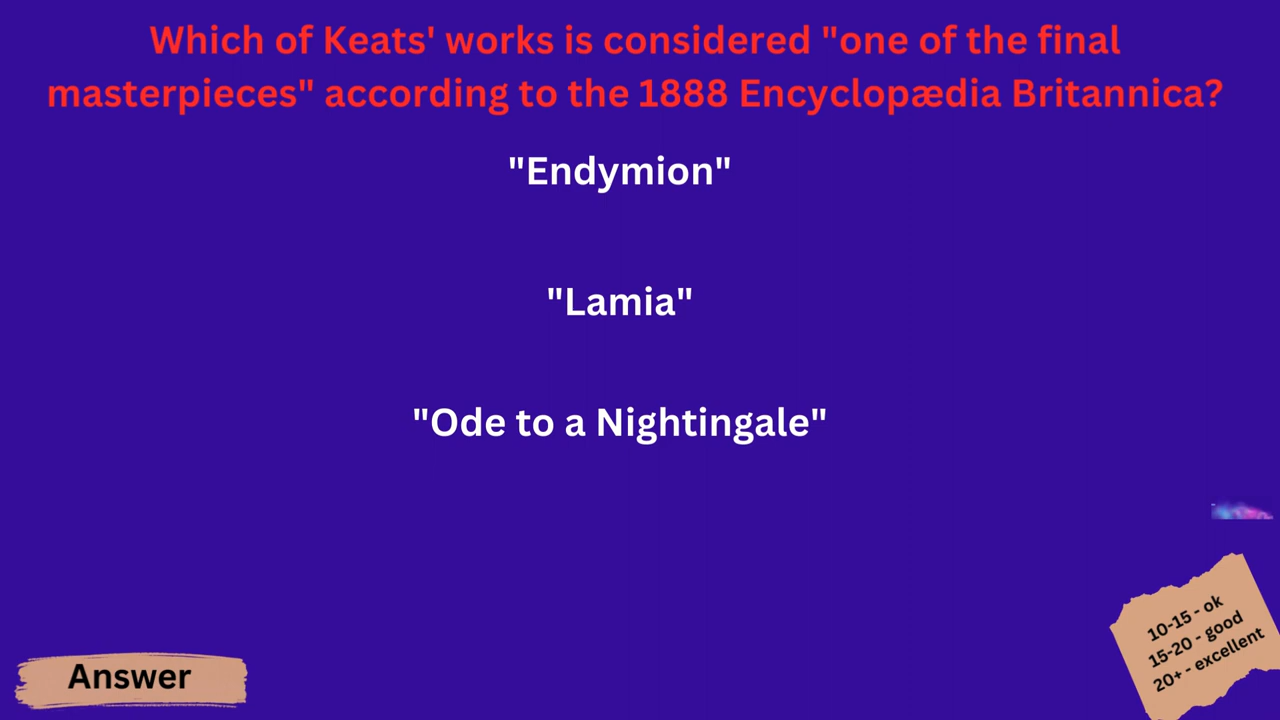 Which of Keats' works is considered "one of the final
masterpieces" according to the 1888 Encyclopædia Britannica?
"Endymion"
"Lamia"
"Ode to a Nightingale"
10-15 - ok
15-20 - good
20+ - excellent
Answer